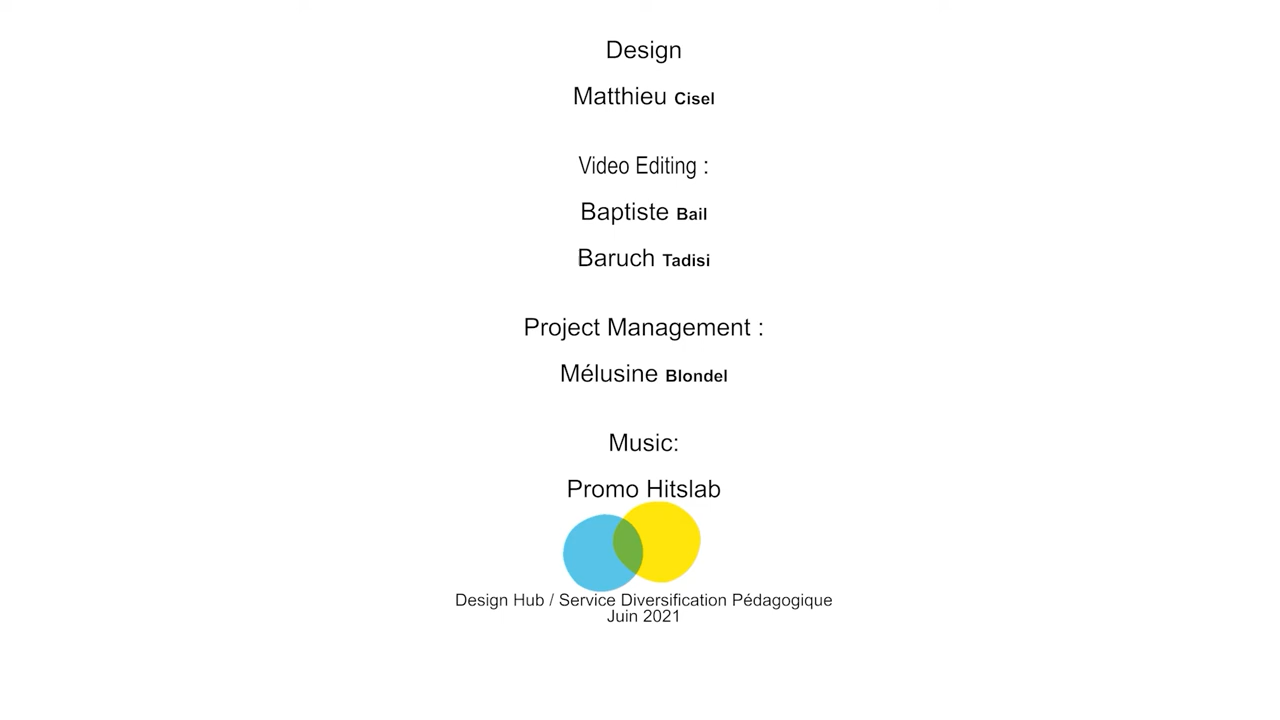 Design
Matthieu Cisel
Video Editing :
Baptiste Bail
Baruch Tadisi
Project Management :
Mélusine Blondel
Music:
Promo Hitslab
Design Hub / Service Diversification Pédagogique
Juin 2021